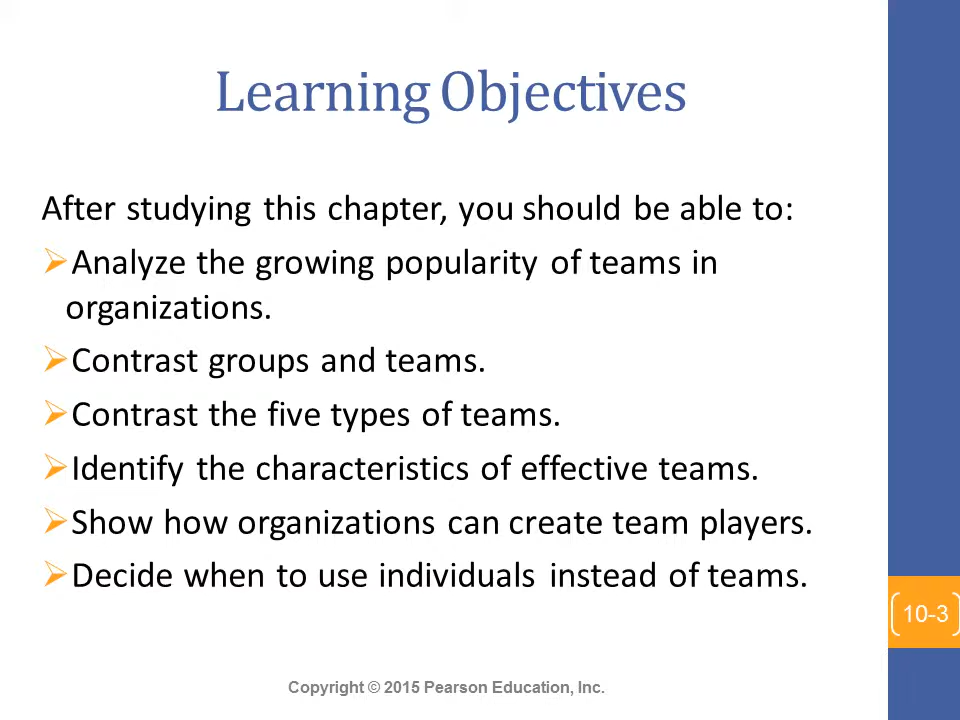 Learning Objectives
After studying this chapter, you should be able to:
➢Analyze the growing popularity of teams in
organizations.
➢Contrast groups and teams.
➢Contrast the five types of teams.
➢Identify the characteristics of effective teams.
➢Show how organizations can create team players.
➢Decide when to use individuals instead of teams.
10-3
Copyright © 2015 Pearson Education, Inc.